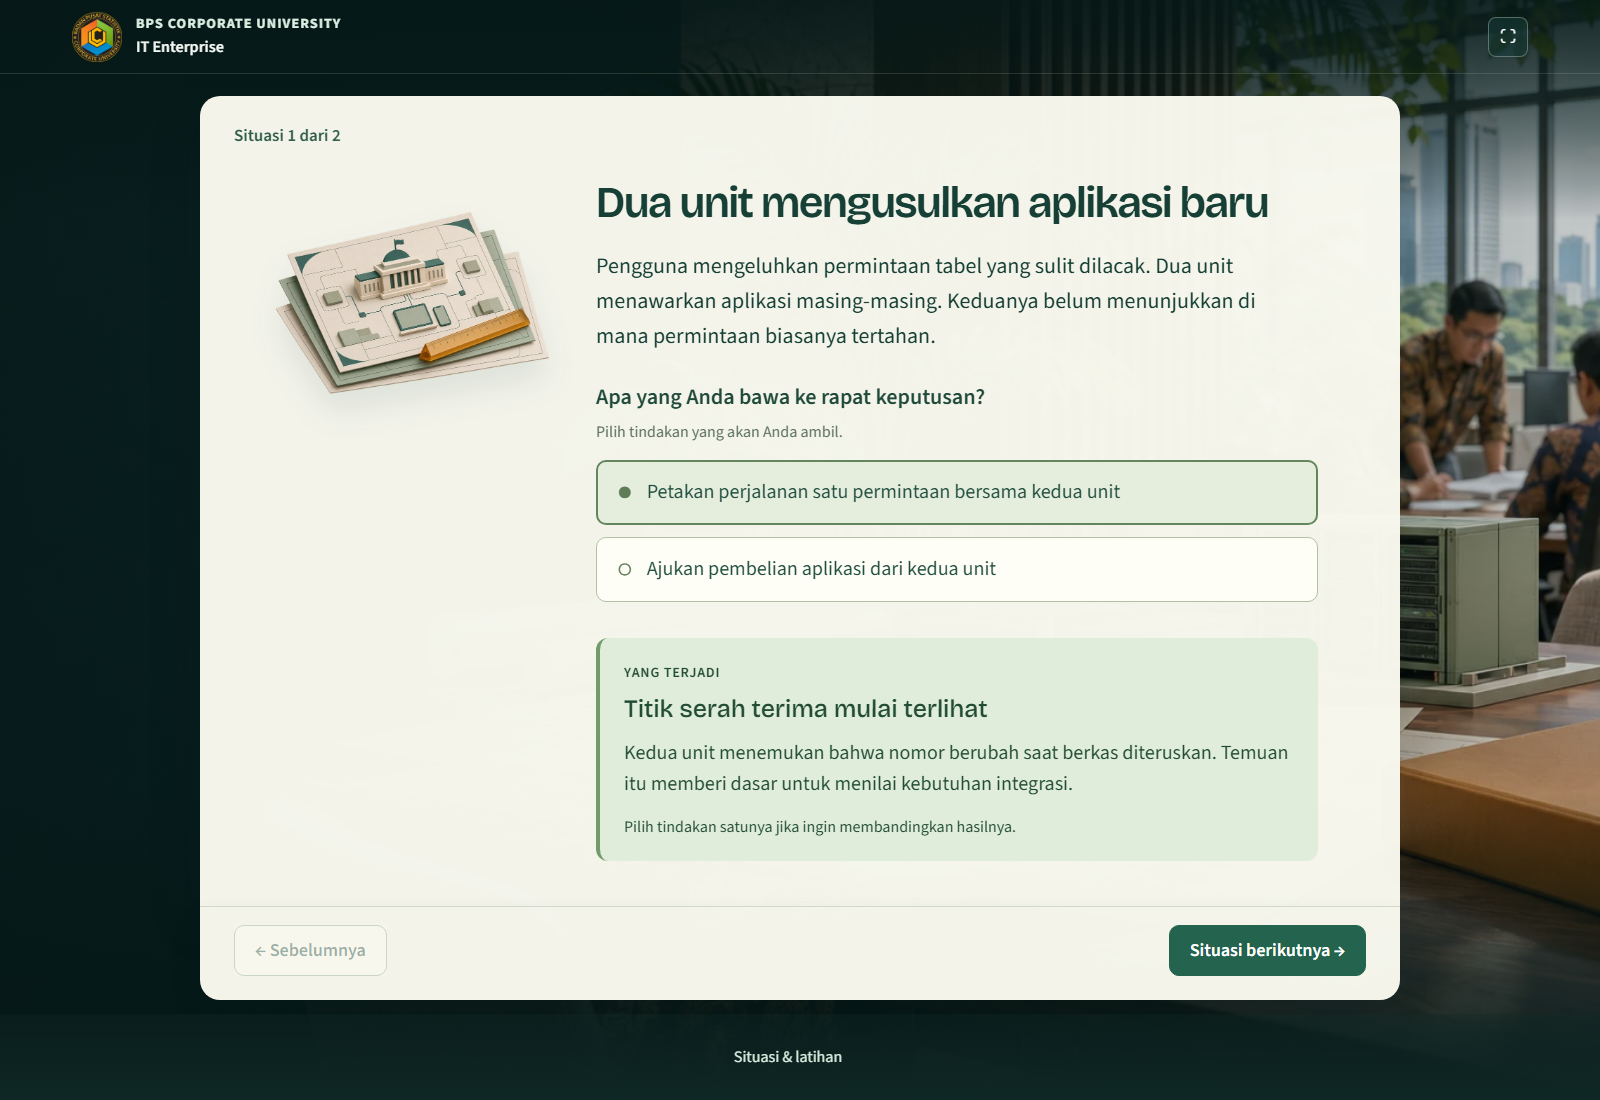 BPS CORPORATE UNIVERSITY
IT Enterprise
Situasi 1 dari 2
Dua unit mengusulkan aplikasi baru
Pengguna mengeluhkan permintaan tabel yang sulit dilacak. Dua unit
menawarkan aplikasi masing-masing. Keduanya belum menunjukkan di
mana permintaan biasanya tertahan.
Apa yang Anda bawa ke rapat keputusan?
Pilih tindakan yang akan Anda ambil.
Petakan perjalanan satu permintaan bersama kedua unit
Ajukan pembelian aplikasi dari kedua unit
YANG TERJADI
Titik serah terima mulai terlihat
Kedua unit menemukan bahwa nomor berubah saat berkas diteruskan. Temuan
itu memberi dasar untuk menilai kebutuhan integrasi.
Pilih tindakan satunya jika ingin membandingkan hasilnya.
← Sebelumnya
Situasi berikutnya →
Situasi & latihan